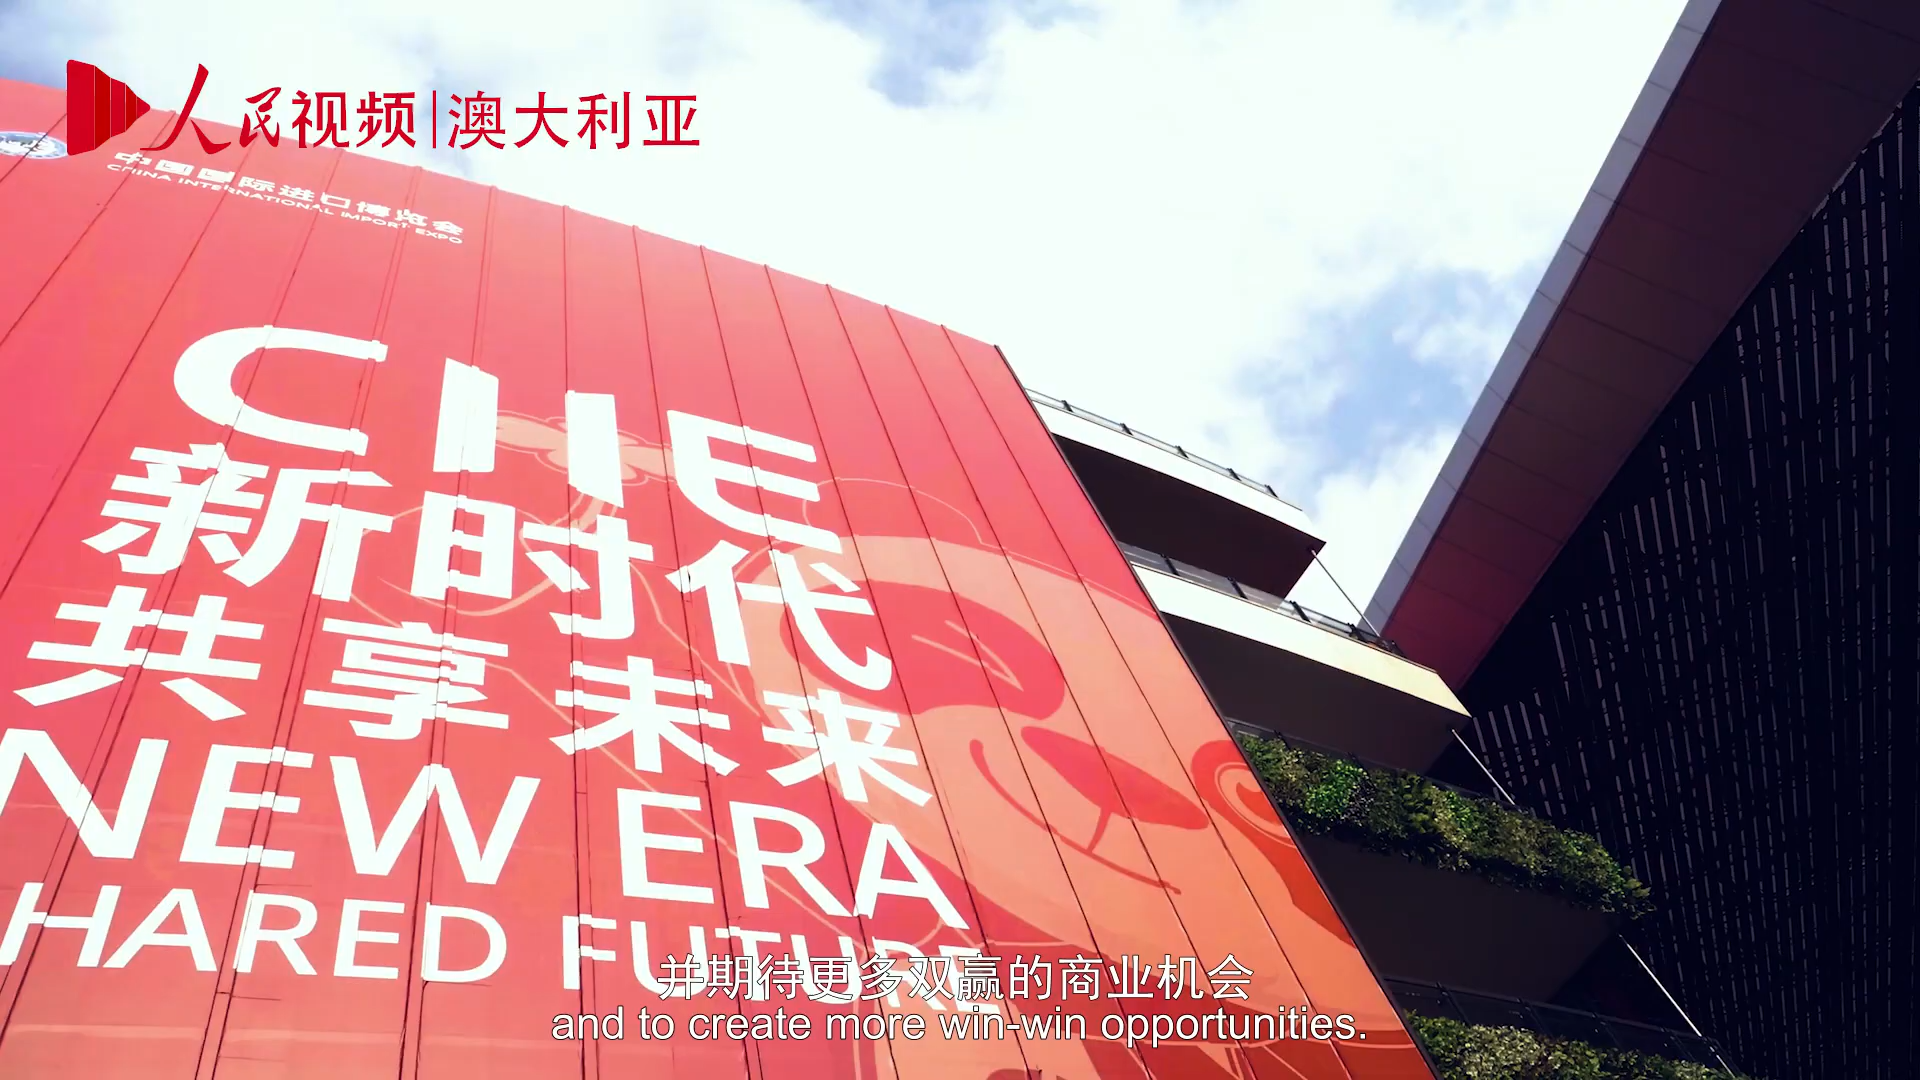 人民视频|澳大利亚
中国国际进口博览会
CHINA INTERNATIONAL IMPORT EXPO
CIIE
新时代
共享未来
NEW ERA
HARED FUTURE
并期待更多双赢的商业机会
and to create more win-win opportunities.